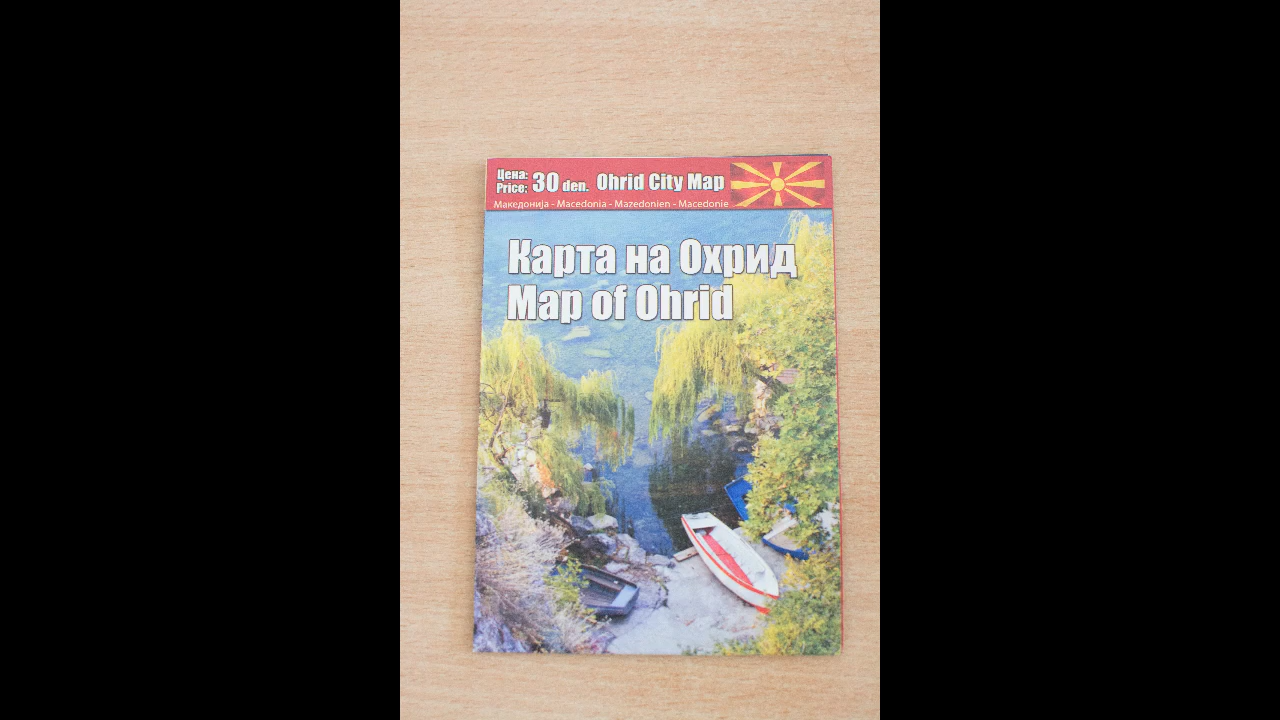 Цена:
Price: 30 den. Ohrid City Map
Македонија - Macedonia - Mazedonien - Macedonie
Карта на Охрид
Map of Ohrid